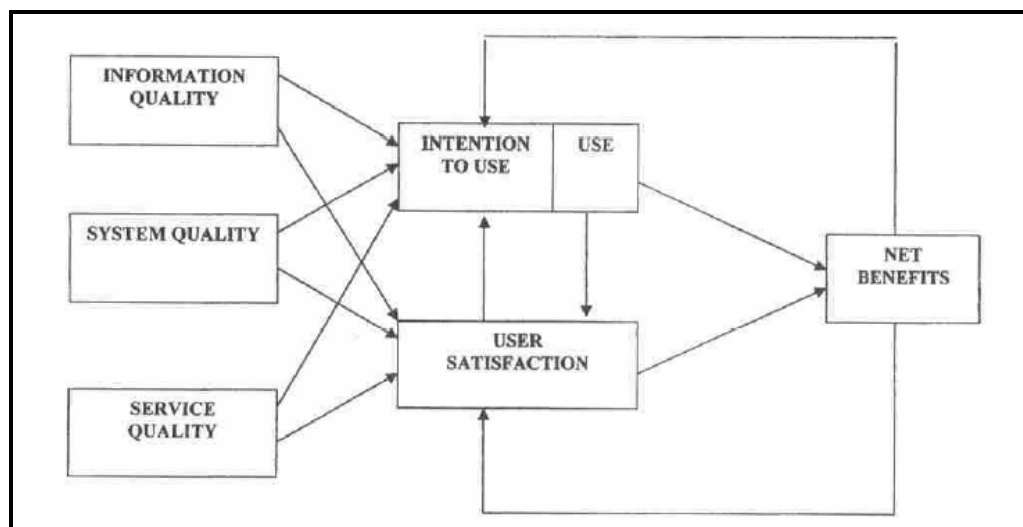 INFORMATION
QUALITY
INTENTION
TO USE
USE
SYSTEM QUALITY
NET
BENEFITS
USER
SATISFACTION
SERVICE
QUALITY